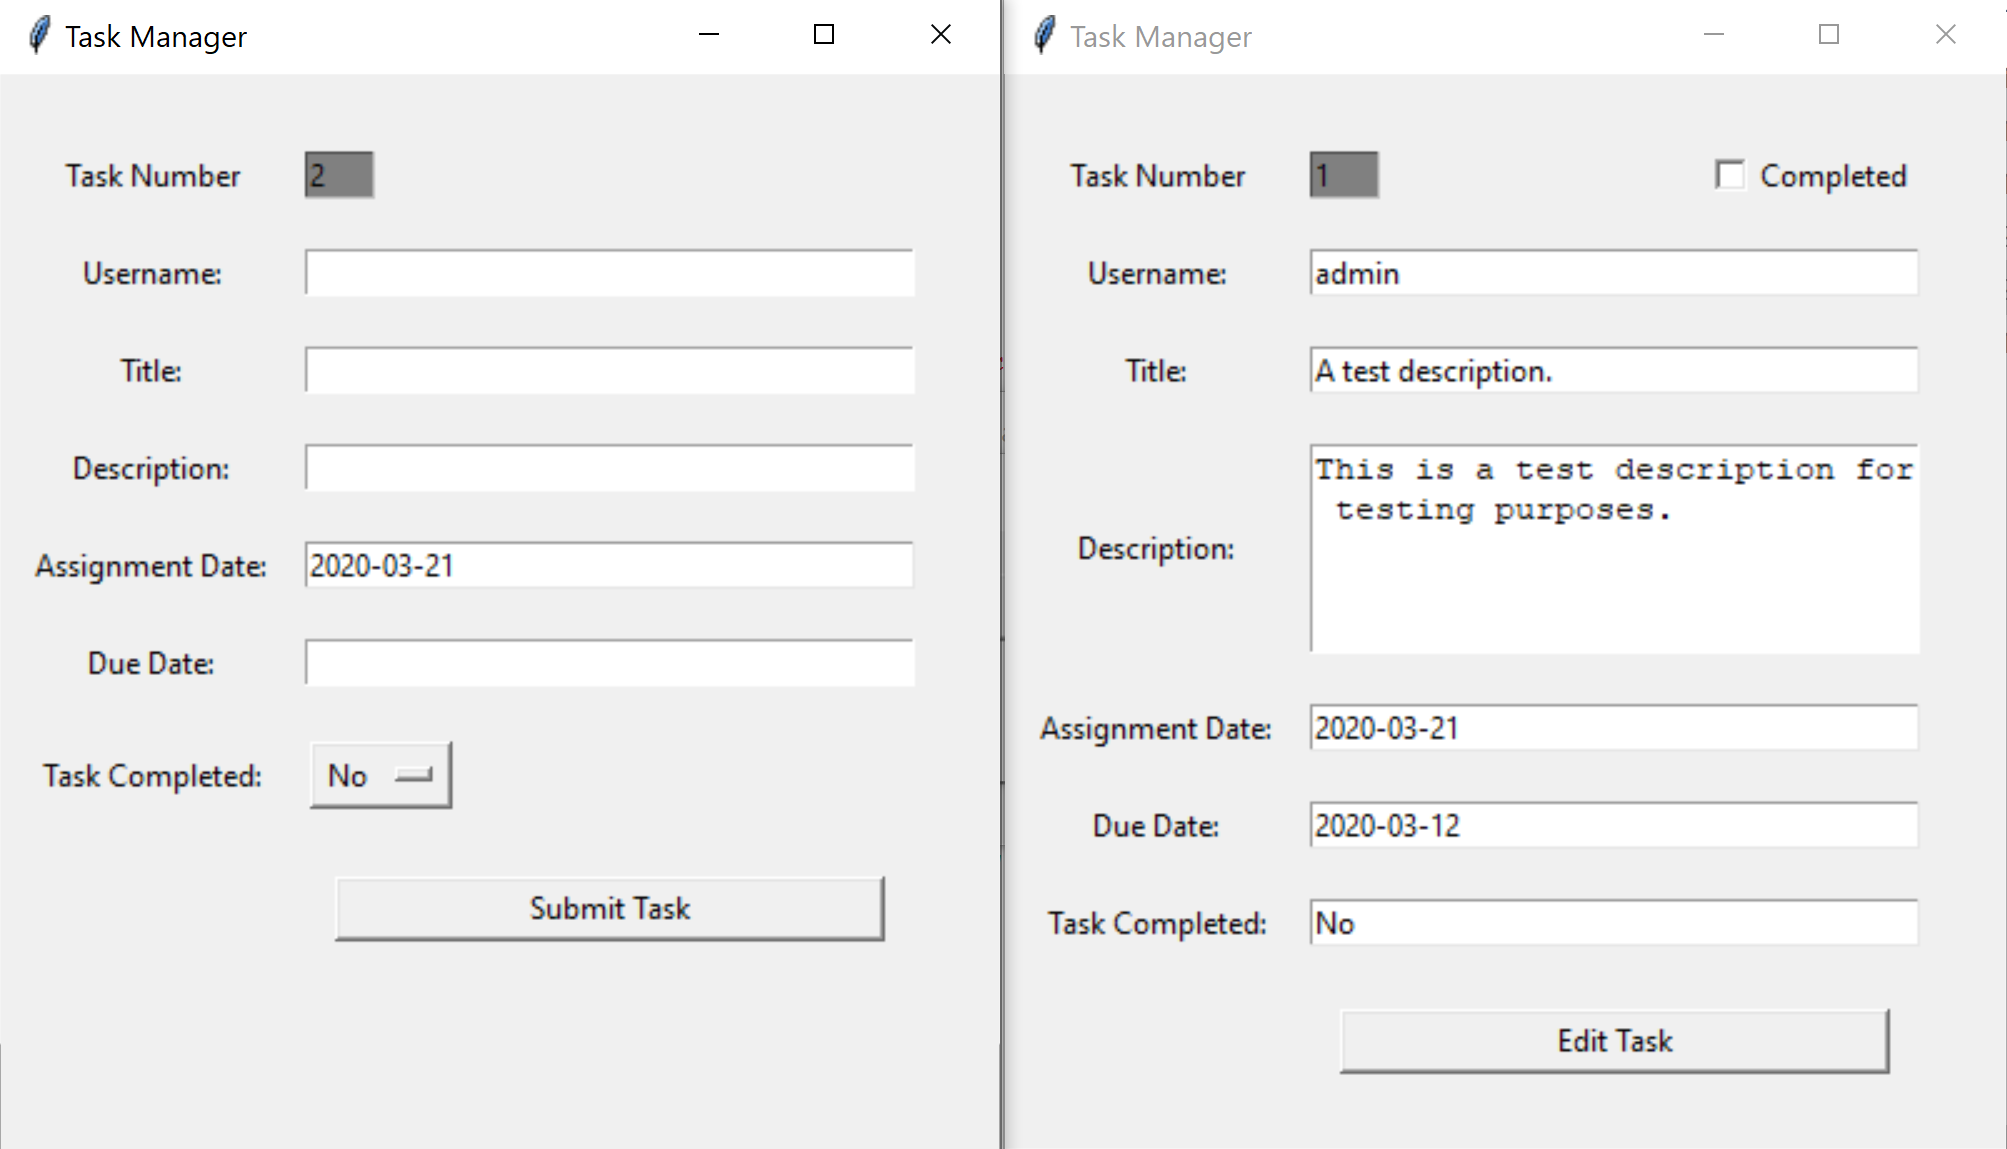 Task Manager
Task Number 2
Username:
Title:
Description:
Assignment Date: 2020-03-21
Due Date:
Task Completed: No
Submit Task
Task Manager
Task Number 1 Completed
Username: admin
Title: A test description.
Description: This is a test description for
testing purposes.
Assignment Date: 2020-03-21
Due Date: 2020-03-12
Task Completed: No
Edit Task